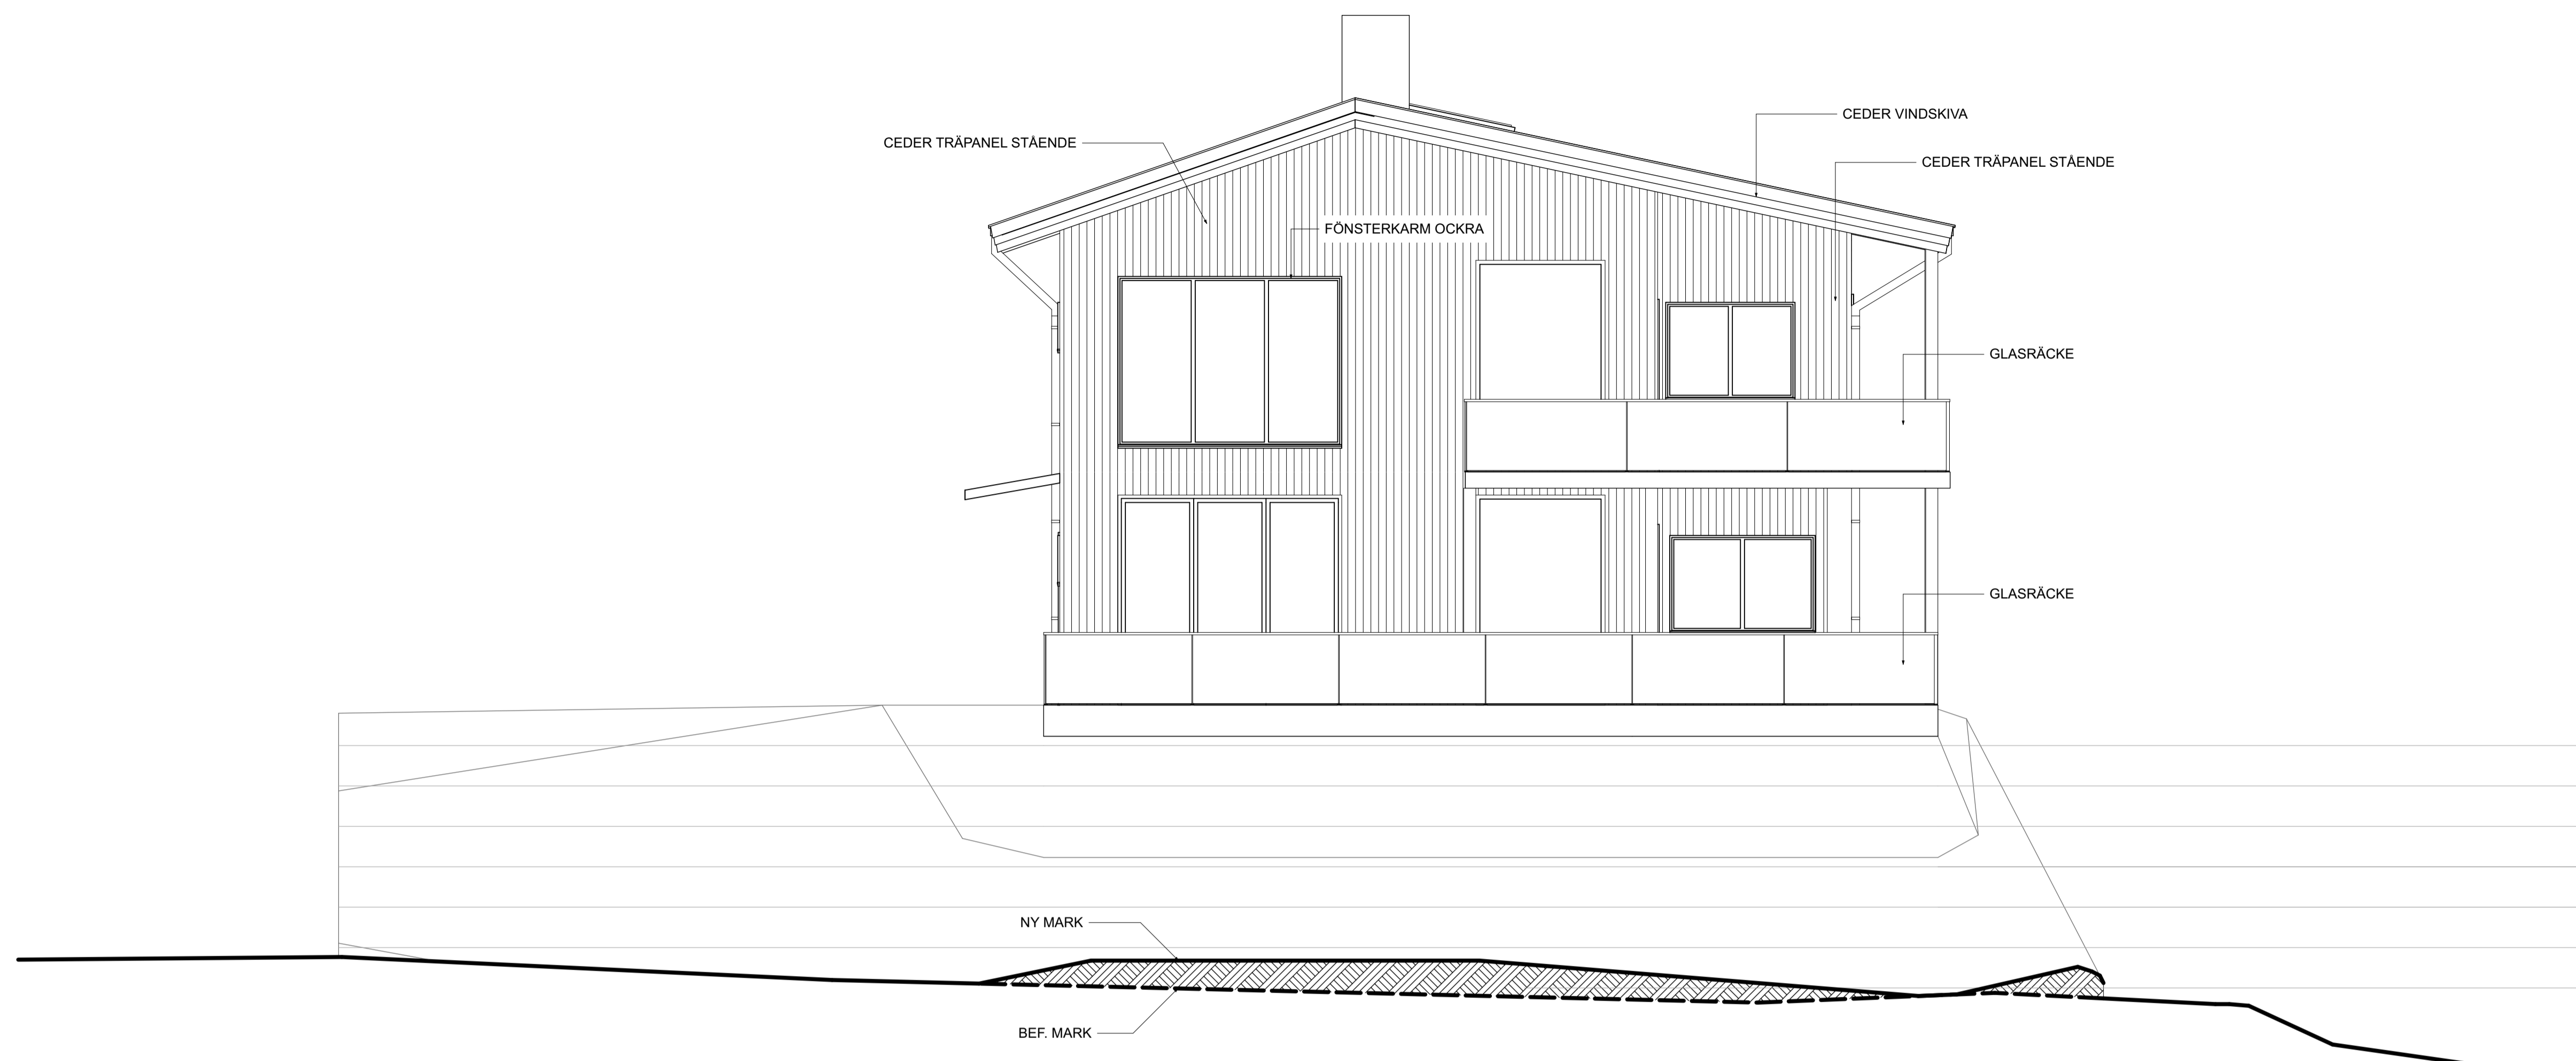 CEDER VINDSKIVA
CEDER TRÄPANEL STÅENDE
CEDER TRÄPANEL STÅENDE
FÖNSTERKARM OCKRA
GLASRÄCKE
GLASRÄCKE
NY MARK
BEF. MARK